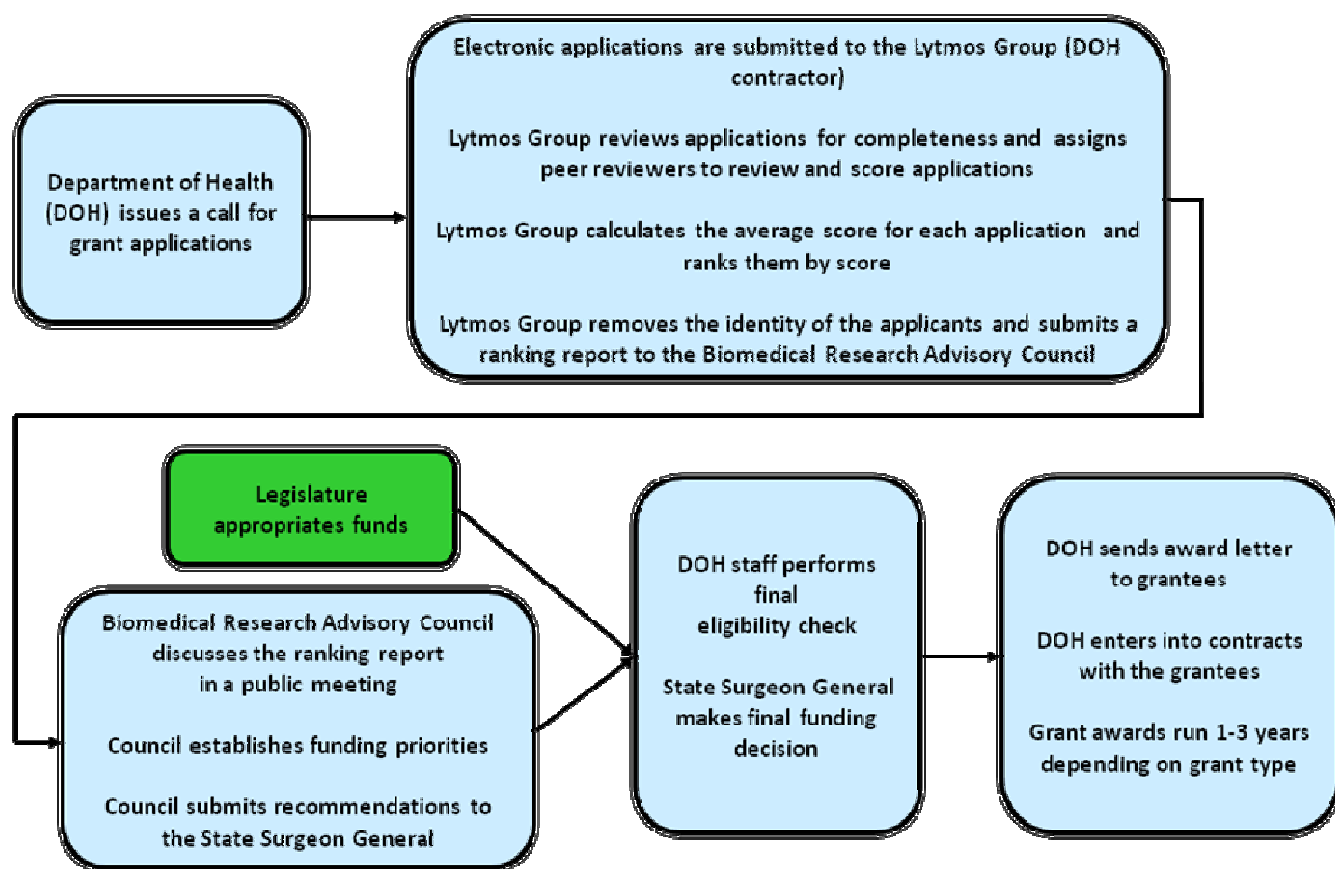 Department of Health
(DOH) issues a call for
grant applications
Electronic applications are submitted to the Lytmos Group (DOH
contractor)
Lytmos Group reviews applications for completeness and assigns
peer reviewers to review and score applications
Lytmos Group calculates the average score for each application and
ranks them by score
Lytmos Group removes the identity of the applicants and submits a
ranking report to the Biomedical Research Advisory Council
Legislature
appropriates funds
Biomedical Research Advisory Council
discusses the ranking report
in a public meeting
Council establishes funding priorities
Council submits recommendations to
the State Surgeon General
DOH staff performs
final
eligibility check
State Surgeon General
makes final funding
decision
DOH sends award letter
to grantees
DOH enters into contracts
with the grantees
Grant awards run 1-3 years
depending on grant type